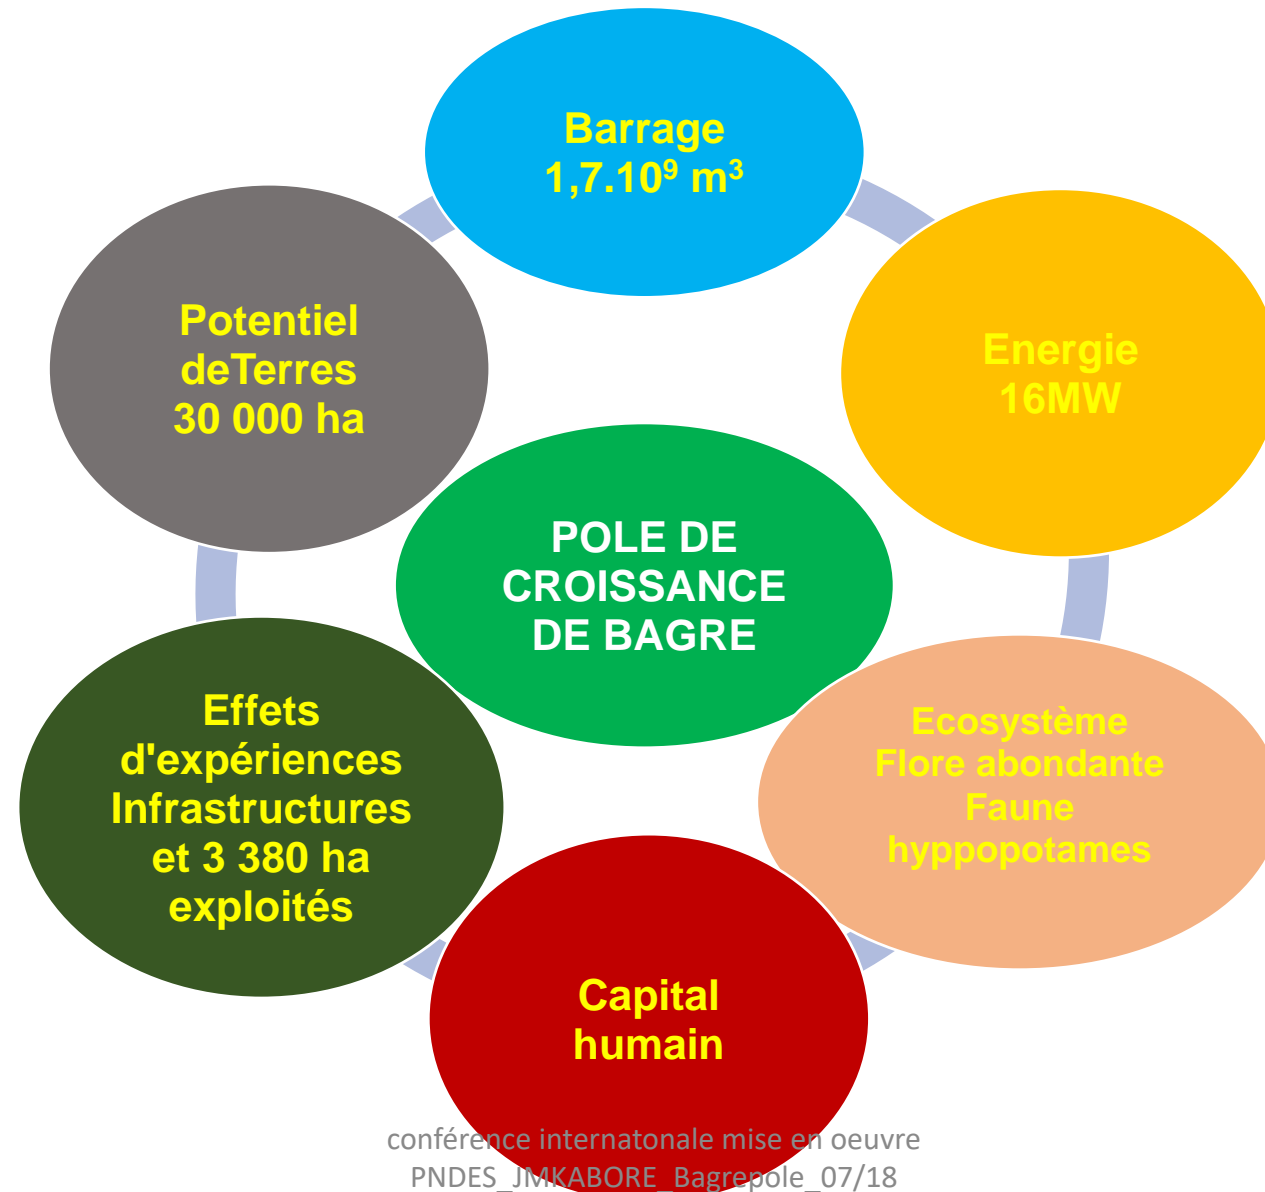 Barrage
1,7.10⁹ m³
Energie
16MW
Ecosystème
Flore abondante
Faune
hyppopotames
Capital
humain
Effets
d'expériences
Infrastructures
et 3 380 ha
exploités
Potentiel
deTerres
30 000 ha
POLE DE
CROISSANCE
DE BAGRE
conférence internatonale mise en oeuvre
PNDES_JMKABORE_Bagrepole_07/18